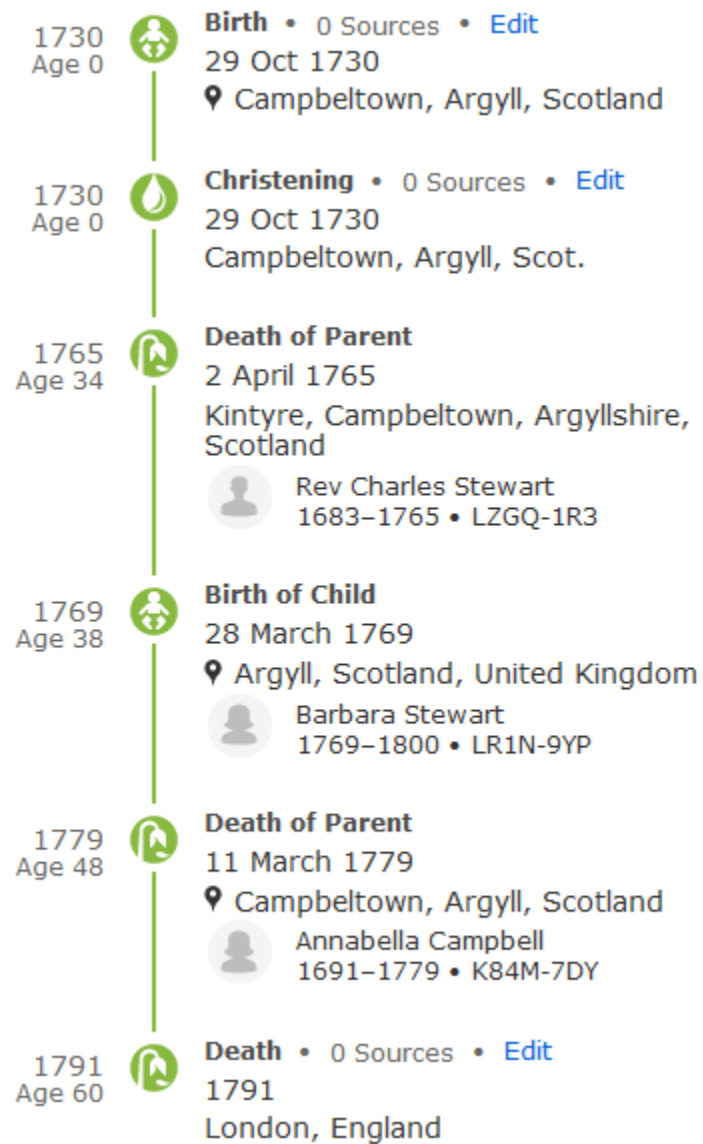 1730
Age 0
Birth • 0 Sources • Edit
29 Oct 1730
Campbeltown, Argyll, Scotland
1730
Age 0
Christening • 0 Sources • Edit
29 Oct 1730
Campbeltown, Argyll, Scot.
1765
Age 34
Death of Parent
2 April 1765
Kintyre, Campbeltown, Argyllshire,
Scotland
Rev Charles Stewart
1683–1765 • LZGQ-1R3
1769
Age 38
Birth of Child
28 March 1769
Argyll, Scotland, United Kingdom
Barbara Stewart
1769–1800 • LR1N-9YP
1779
Age 48
Death of Parent
11 March 1779
Campbeltown, Argyll, Scotland
Annabella Campbell
1691–1779 • K84M-7DY
1791
Age 60
Death • 0 Sources • Edit
1791
London, England